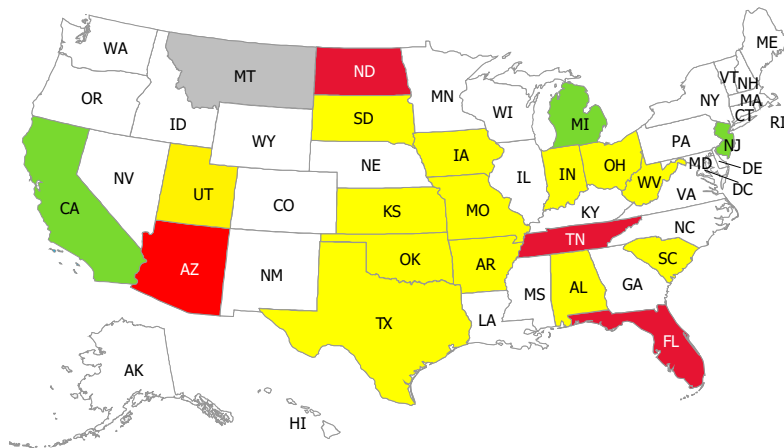 WA
ME
MT
ND
VT
NH
MN
OR
MA
NY
WI
CT
SD
RI
MI
ID
WY
PA
NJ
IA
OH
NE
MD
DE
IN
NV
IL
UT
WV
DC
CO
VA
CA
KS
MO
KY
NC
TN
OK
SC
AZ
AR
NM
GA
AL
MS
LA
TX
FL
AK
HI